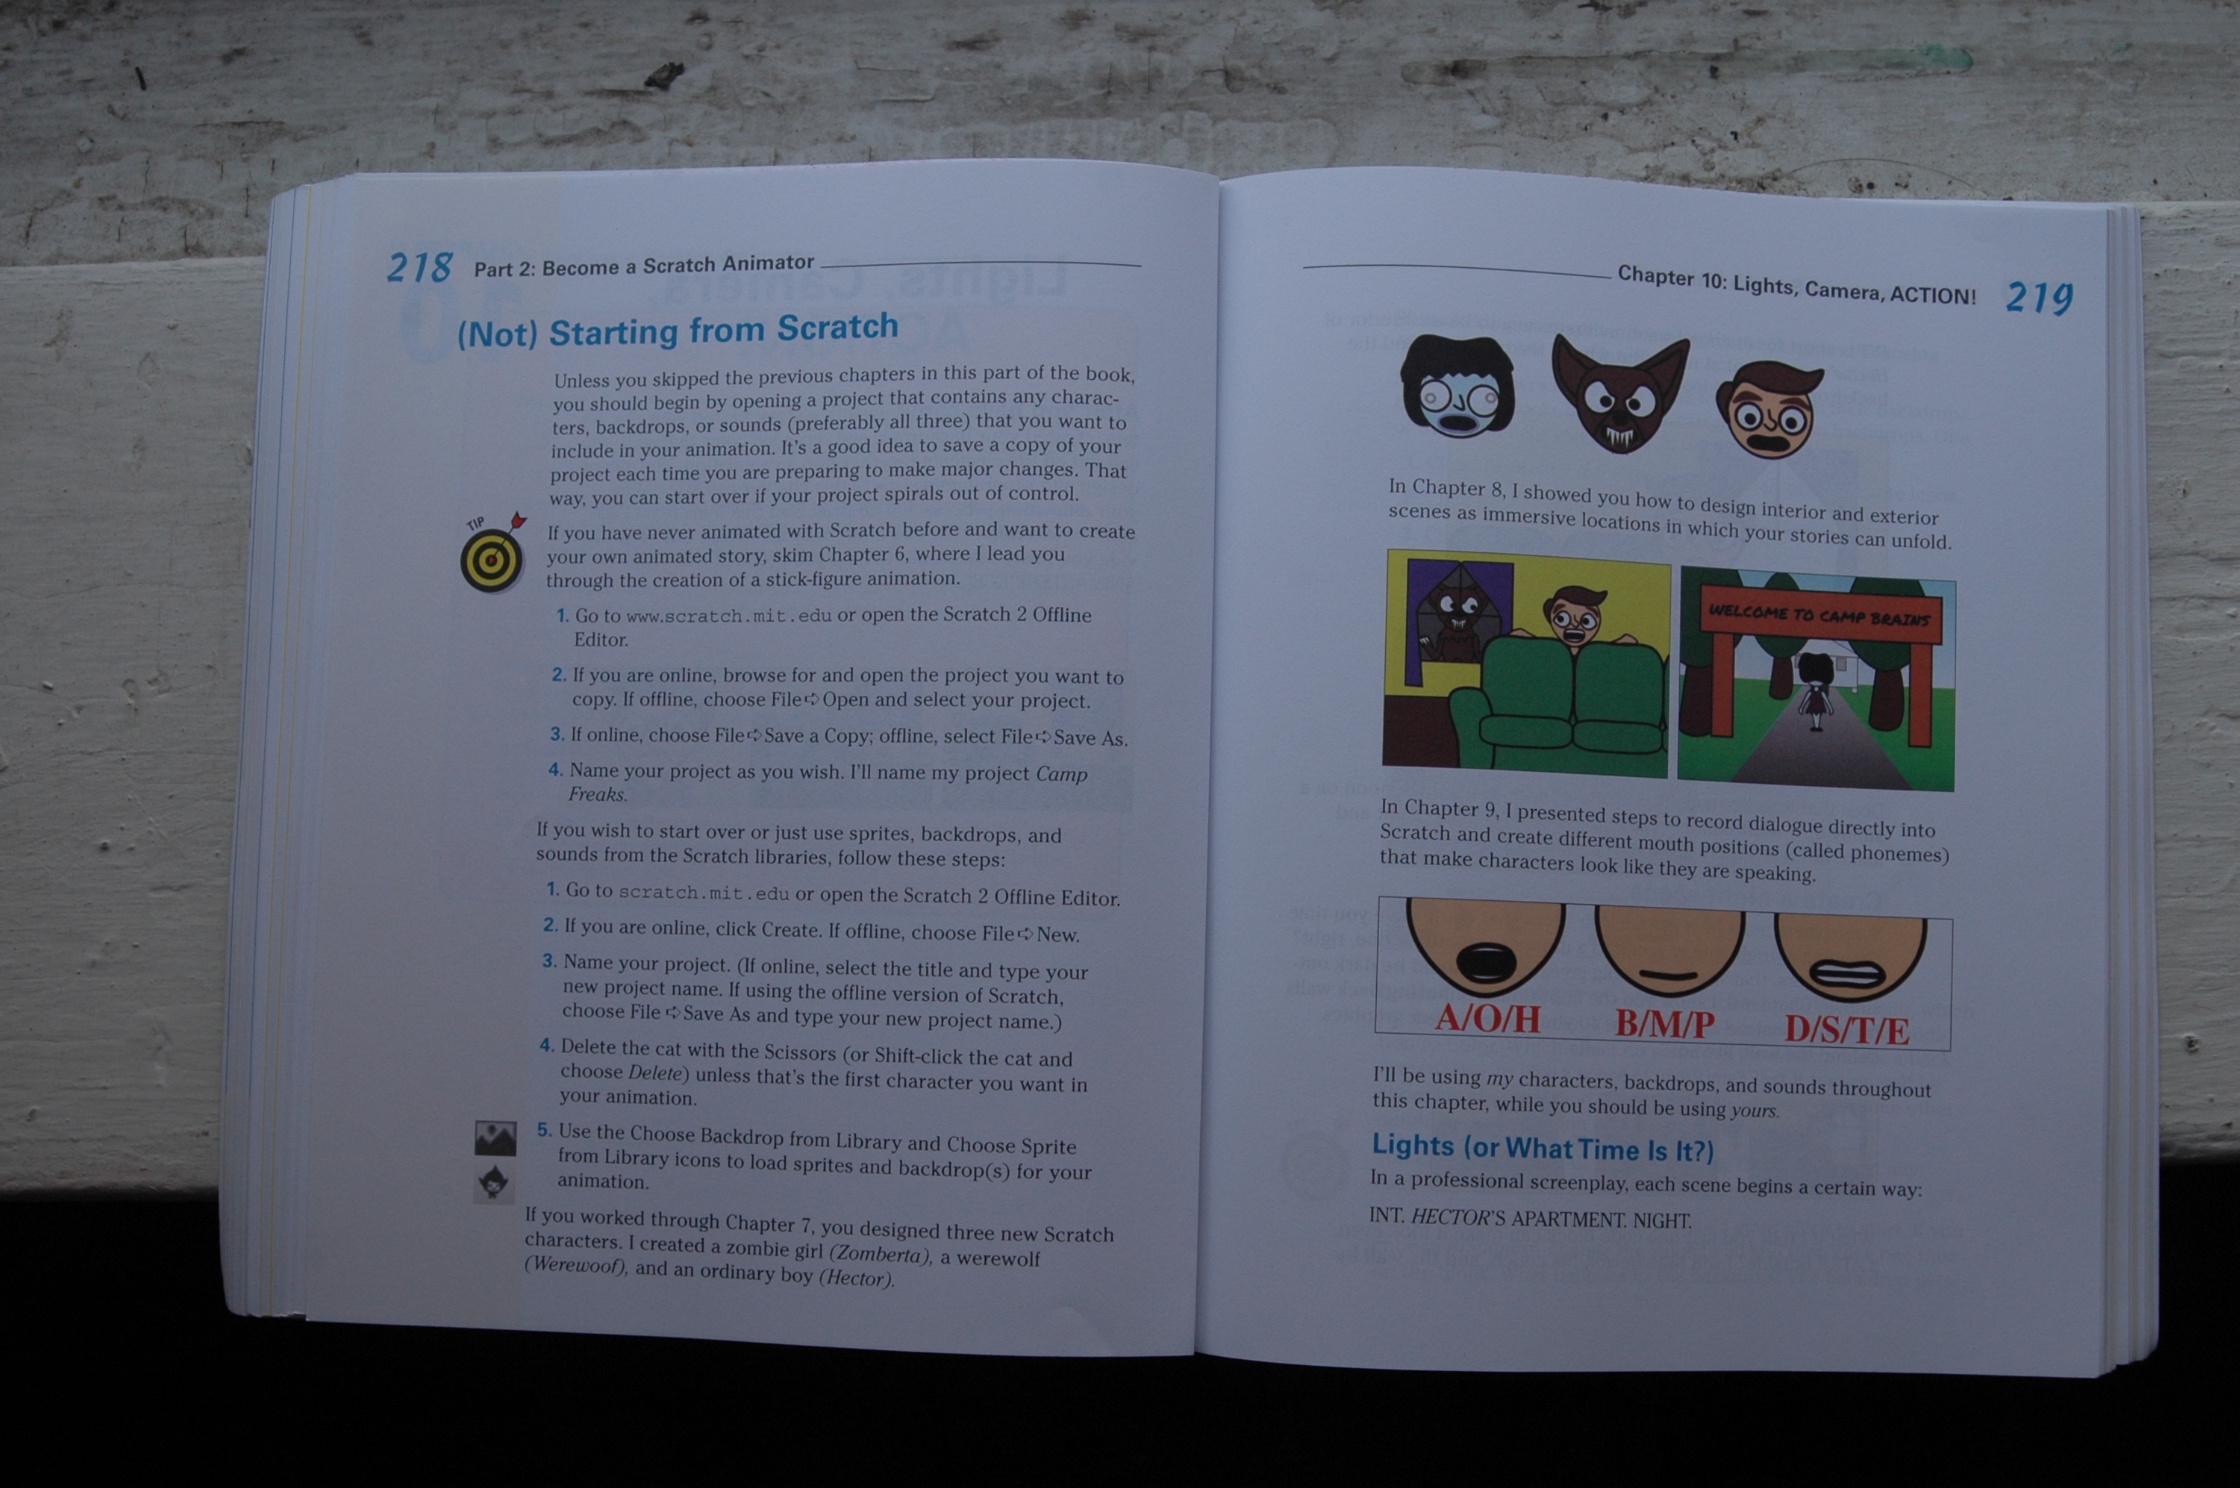 218 Part 2: Become a Scratch Animator
(Not) Starting from Scratch
Unless you skipped the previous chapters in this part of the book,
you should begin by opening a project that contains any charac-
ters, backdrops, or sounds (preferably all three) that you want to
include in your animation. It's a good idea to save a copy of your
project each time you are preparing to make major changes. That
way, you can start over if your project spirals out of control.
TIP
If you have never animated with Scratch before and want to create
your own animated story, skim Chapter 6, where I lead you
through the creation of a stick-figure animation.
1. Go to www.scratch.mit.edu or open the Scratch 2 Offline
Editor.
2. If you are online, browse for and open the project you want to
copy. If offline, choose File➪Open and select your project.
3. If online, choose File➪Save a Copy; offline, select File➪Save As.
4. Name your project as you wish. I'll name my project Camp
Freaks.
If you wish to start over or just use sprites, backdrops, and
sounds from the Scratch libraries, follow these steps:
1. Go to scratch.mit.edu or open the Scratch 2 Offline Editor.
2. If you are online, click Create. If offline, choose File➪New.
3. Name your project. (If online, select the title and type your
new project name. If using the offline version of Scratch,
choose File ➪Save As and type your new project name.)
4. Delete the cat with the Scissors (or Shift-click the cat and
choose Delete) unless that's the first character you want in
your animation.
5. Use the Choose Backdrop from Library and Choose Sprite
from Library icons to load sprites and backdrop(s) for your
animation.
If you worked through Chapter 7, you designed three new Scratch
characters. I created a zombie girl (Zomberta), a werewolf
(Werewoof), and an ordinary boy (Hector).
Chapter 10: Lights, Camera, ACTION! 219
In Chapter 8, I showed you how to design interior and exterior
scenes as immersive locations in which your stories can unfold.
WELCOME TO CAMP BRAINS
In Chapter 9, I presented steps to record dialogue directly into
Scratch and create different mouth positions (called phonemes)
that make characters look like they are speaking.
A/O/H B/M/P D/S/T/E
I'll be using my characters, backdrops, and sounds throughout
this chapter, while you should be using yours.
Lights (or What Time Is It?)
In a professional screenplay, each scene begins a certain way:
INT. HECTOR'S APARTMENT. NIGHT.